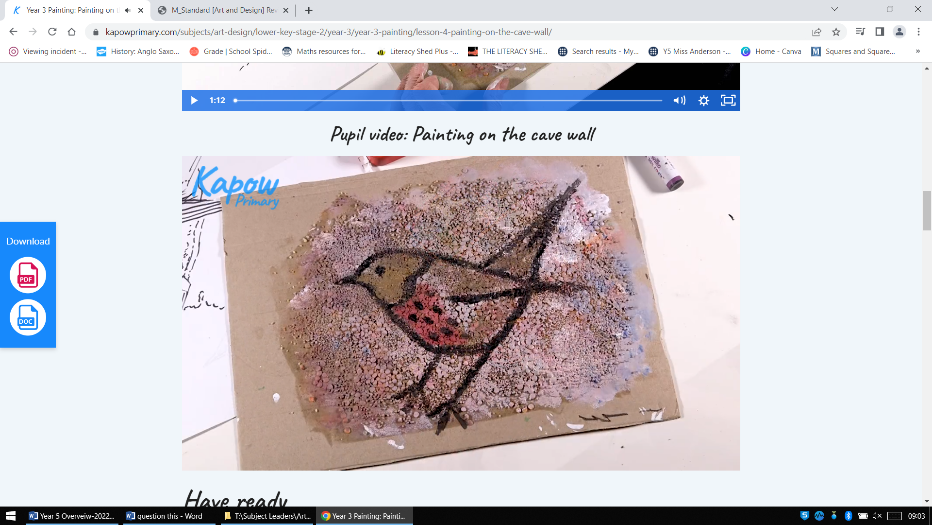 Year 3 Painting: Painting on t
M_Standard [Art and Design] Re
kapowprimary.com/subjects/art-design/lower-key-stage-2/year-3/year-3-painting/lesson-4-painting-on-the-cave-wall/
Viewing incident -... History: Anglo Saxo... Grade | School Spid... Maths resources for... Literacy Shed Plus -... THE LITERACY SHE... Search results - My... Y5 Miss Anderson -... Home - Canva Squares and Square... »
1:12
Pupil video: Painting on the cave wall
Kapow
Primary
Download
PDF
DOC
Have ready
Year 5 Overveiw-2022... question this - Word T:\Subject Leaders\Art... Year 3 Painting: Painti... 09:03